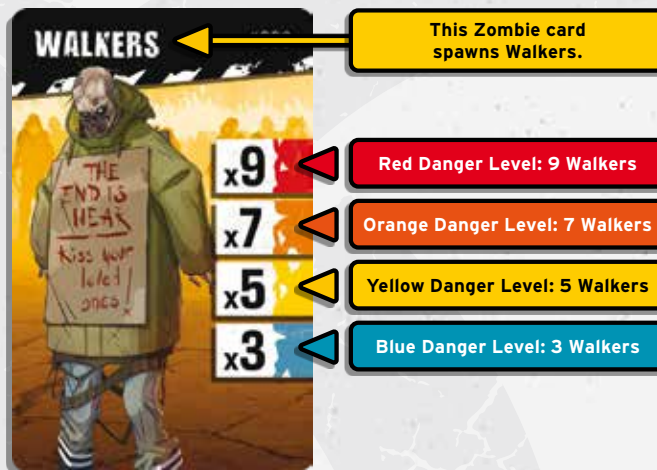 WALKERS
This Zombie card
spawns Walkers.
x9
Red Danger Level: 9 Walkers
x7
Orange Danger Level: 7 Walkers
x5
Yellow Danger Level: 5 Walkers
x3
Blue Danger Level: 3 Walkers
THE
END IS
NEAR
Kiss your
loved
ones!